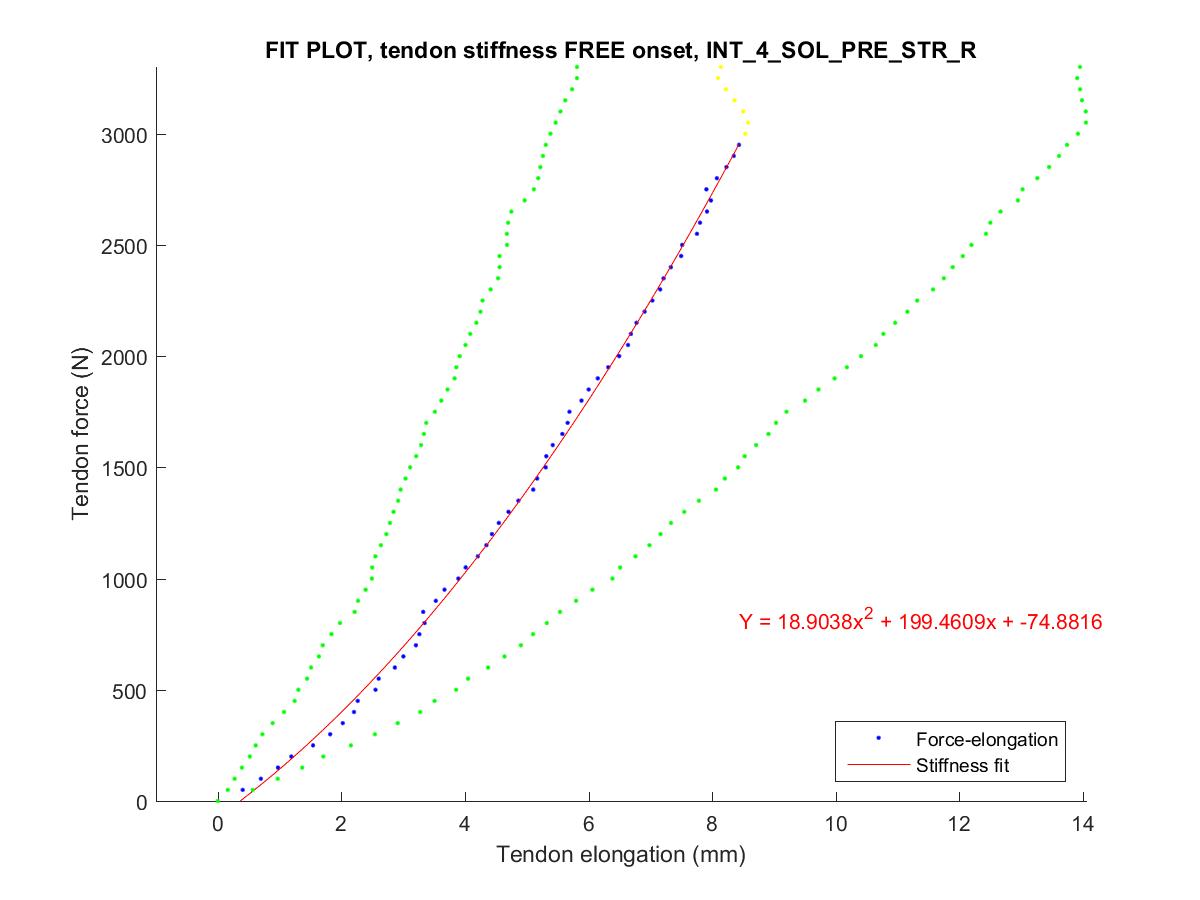 FIT PLOT, tendon stiffness FREE onset, INT_4_SOL_PRE_STR_R
3000
2500
2000
1500
1000
500
0
Tendon force (N)
Y = 18.9038x² + 199.4609x + -74.8816
Force-elongation
Stiffness fit
0 2 4 6 8 10 12 14
Tendon elongation (mm)